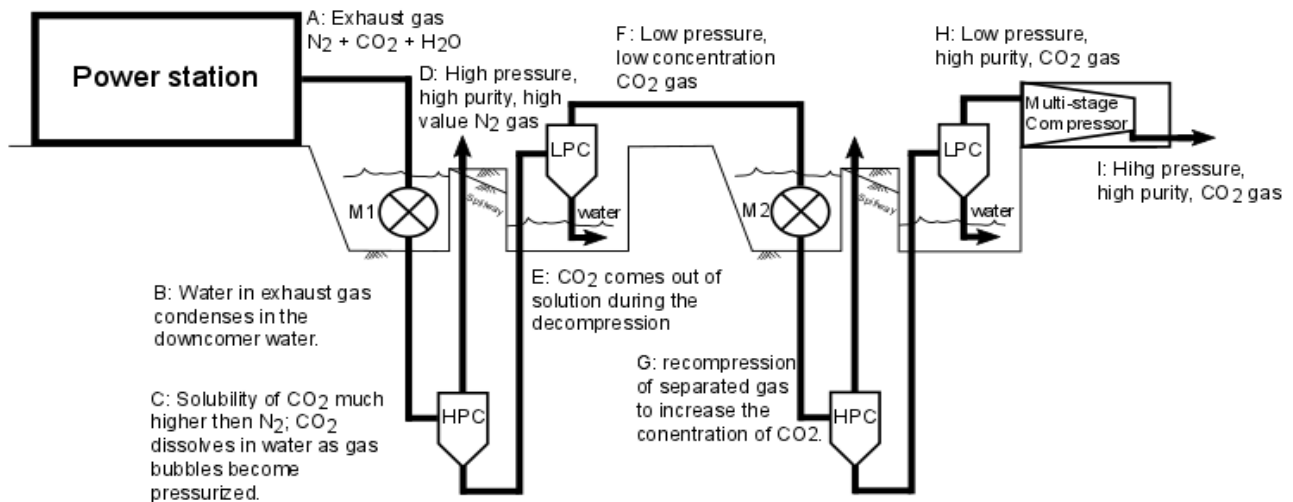 Power station
A: Exhaust gas
N2 + CO2 + H2O
D: High pressure,
high purity, high
value N2 gas
F: Low pressure,
low concentration
CO2 gas
H: Low pressure,
high purity, CO2 gas
Multi-stage
Compressor
I: Hihg pressure,
high purity, CO2 gas
LPC
LPC
M1
Spillway
water
M2
Spillway
water
B: Water in exhaust gas
condenses in the
downcomer water.
E: CO2 comes out of
solution during the
decompression
C: Solubility of CO2 much
higher then N2; CO2
dissolves in water as gas
bubbles become
pressurized.
HPC
G: recompression
of separated gas
to increase the
conentration of CO2.
HPC